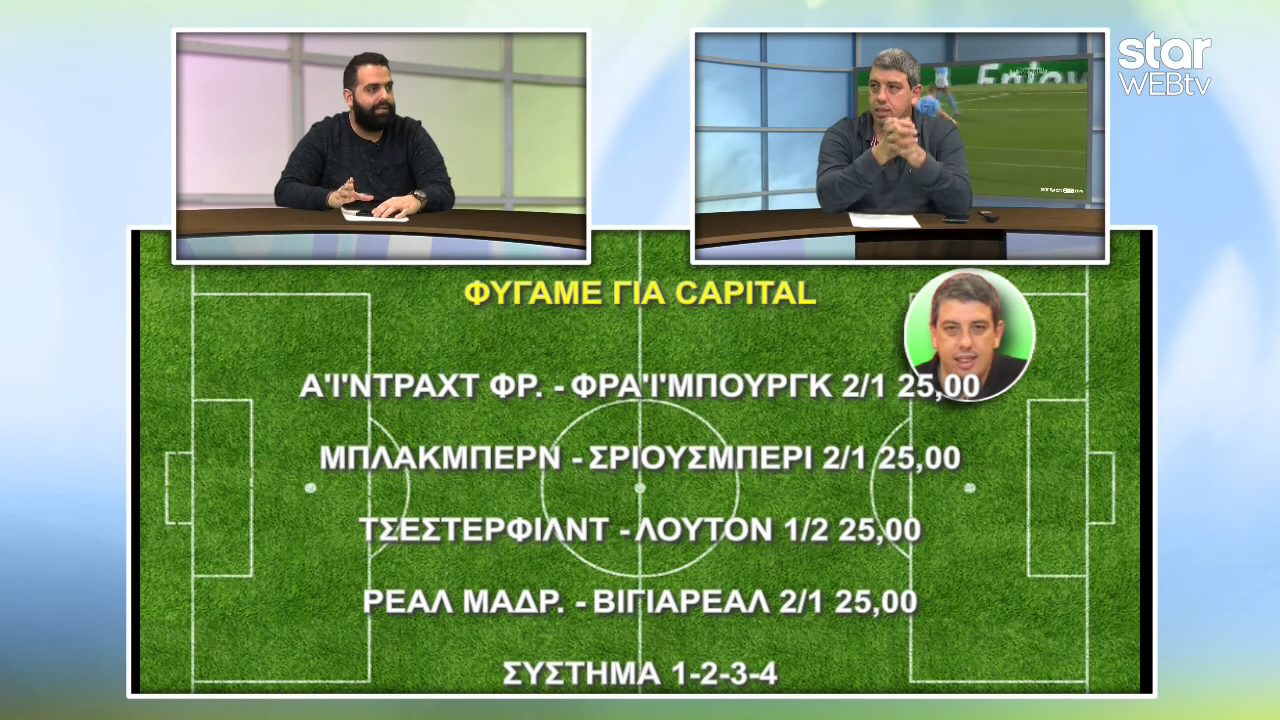 star
WEBtv
Enjoy
ΦΥΓΑΜΕ ΓΙΑ CAPITAL
Α'Ι'ΝΤΡΑΧΤ ΦΡ. - ΦΡΑ'Ι'ΜΠΟΥΡΓΚ 2/1 25,00
ΜΠΛΑΚΜΠΕΡΝ - ΣΡΙΟΥΣΜΠΕΡΙ 2/1 25,00
ΤΣΕΣΤΕΡΦΙΛΝΤ - ΛΟΥΤΟΝ 1/2 25,00
ΡΕΑΛ ΜΑΔΡ. - ΒΙΓΙΑΡΕΑΛ 2/1 25,00
ΣΥΣΤΗΜΑ 1-2-3-4